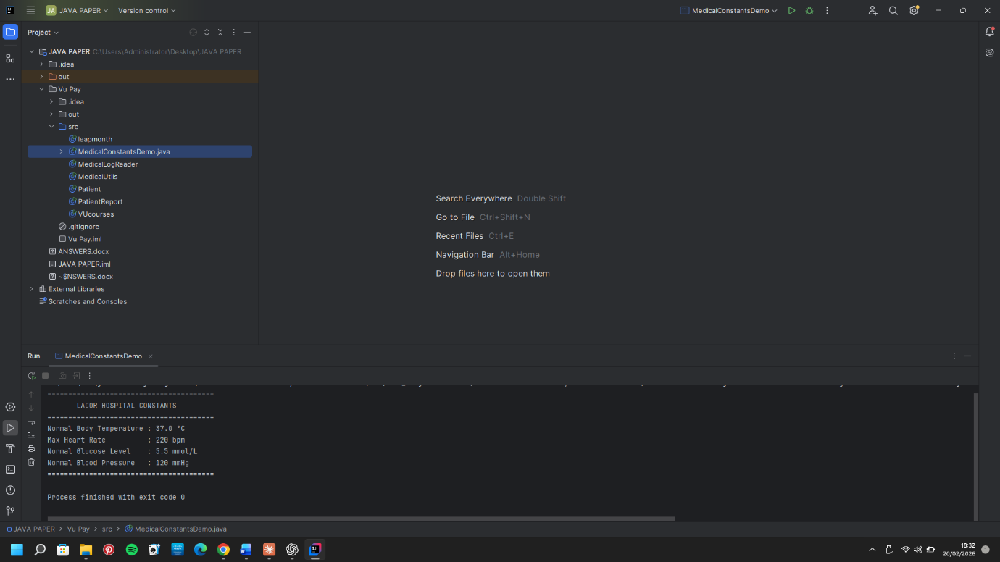 JA JAVA PAPER Version control MedicalConstantsDemo
Project
JAVA PAPER C:\Users\Administrator\Desktop\JAVA PAPER
.idea
out
Vu Pay
.idea
out
src
leapmonth
MedicalConstantsDemo.java
MedicalLogReader
MedicalUtils
Patient
PatientReport
VUcourses
.gitignore
Vu Pay.iml
ANSWERS.docx
JAVA PAPER.iml
~$NSWERS.docx
External Libraries
Scratches and Consoles
Search Everywhere Double Shift
Go to File Ctrl+Shift+N
Recent Files Ctrl+E
Navigation Bar Alt+Home
Drop files here to open them
Run MedicalConstantsDemo
========================================
LACOR HOSPITAL CONSTANTS
========================================
Normal Body Temperature : 37.0 °C
Max Heart Rate : 220 bpm
Normal Glucose Level : 5.5 mmol/L
Normal Blood Pressure : 120 mmHg
========================================
Process finished with exit code 0
JAVA PAPER > Vu Pay > src > MedicalConstantsDemo.java
18:32
20/02/2026
1